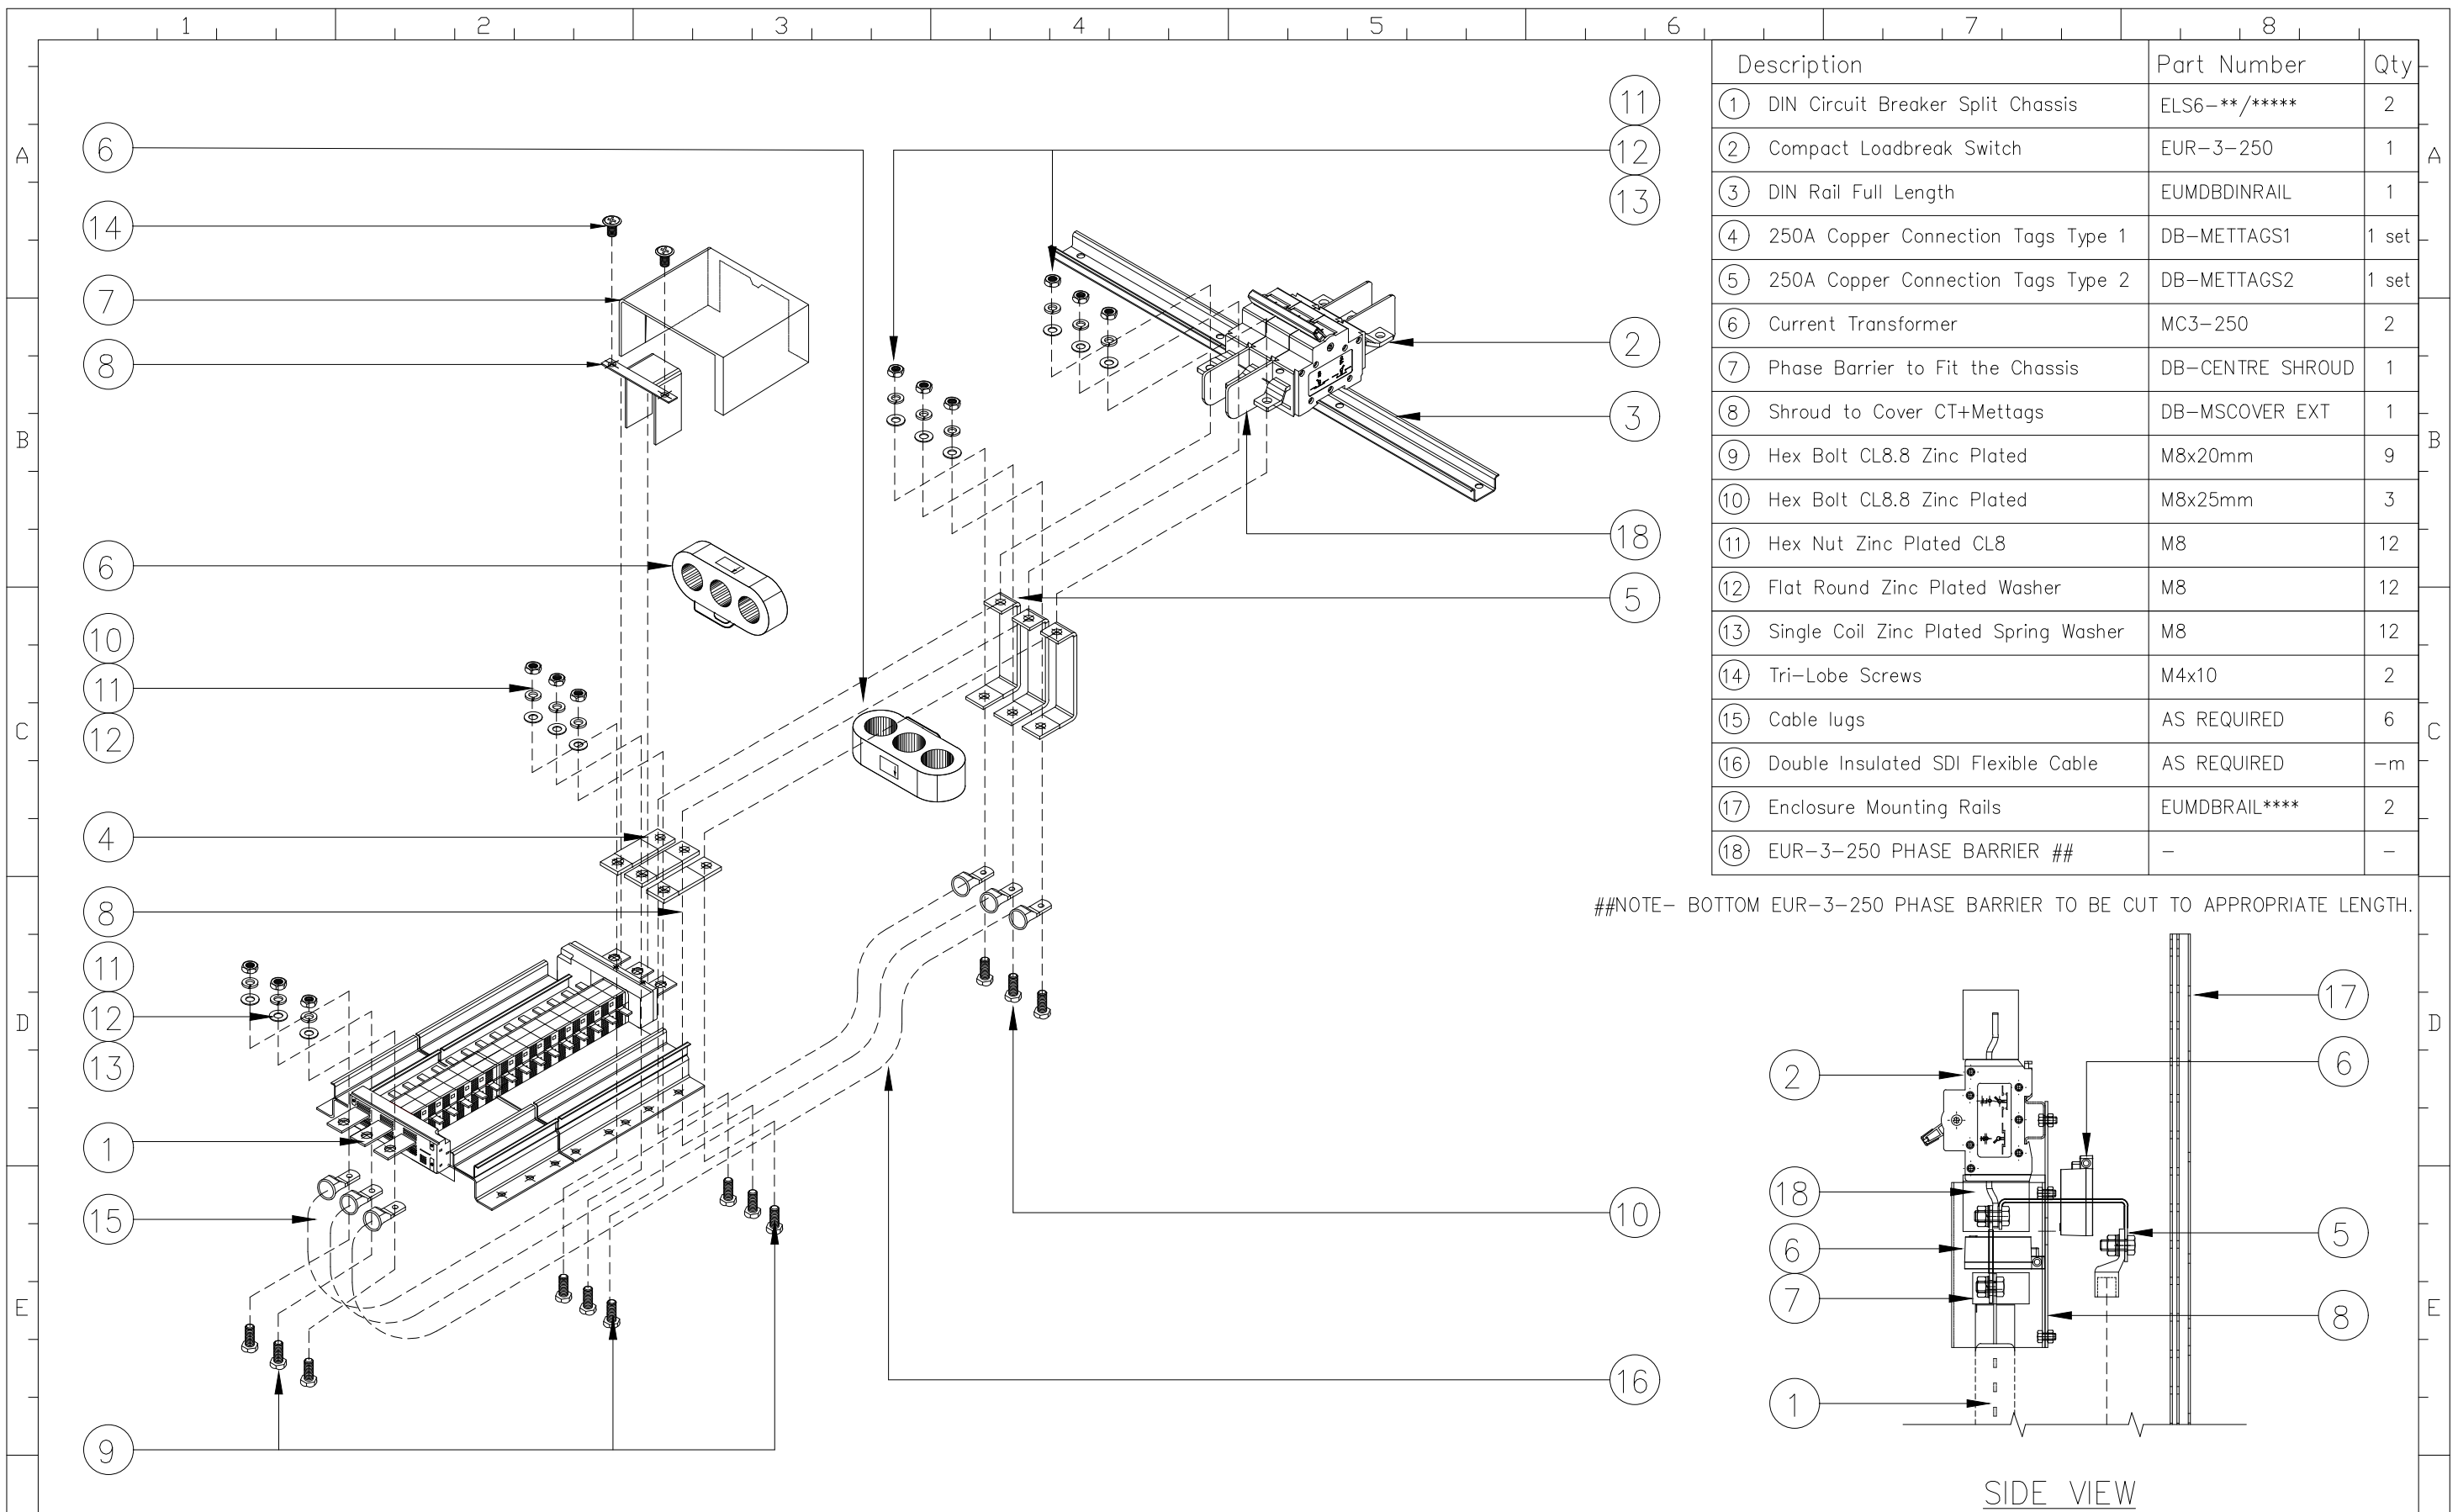 1 2 3 4 5 6 7 8
Description Part Number Qty
1 DIN Circuit Breaker Split Chassis ELS6-**/***** 2
2 Compact Loadbreak Switch EUR-3-250 1
3 DIN Rail Full Length EUMDBDINRAIL 1
4 250A Copper Connection Tags Type 1 DB-METTAGS1 1 set
5 250A Copper Connection Tags Type 2 DB-METTAGS2 1 set
6 Current Transformer MC3-250 2
7 Phase Barrier to Fit the Chassis DB-CENTRE SHROUD 1
8 Shroud to Cover CT+Mettags DB-MSCOVER EXT 1
9 Hex Bolt CL8.8 Zinc Plated M8x20mm 9
10 Hex Bolt CL8.8 Zinc Plated M8x25mm 3
11 Hex Nut Zinc Plated CL8 M8 12
12 Flat Round Zinc Plated Washer M8 12
13 Single Coil Zinc Plated Spring Washer M8 12
14 Tri-Lobe Screws M4x10 2
15 Cable lugs AS REQUIRED 6
16 Double Insulated SDI Flexible Cable AS REQUIRED -m
17 Enclosure Mounting Rails EUMDBRAIL**** 2
18 EUR-3-250 PHASE BARRIER ## - -
##NOTE- BOTTOM EUR-3-250 PHASE BARRIER TO BE CUT TO APPROPRIATE LENGTH.
A
B
C
D
E
A
B
C
D
E
6
14
7
8
6
10
11
12
4
8
11
12
13
1
15
9
11
12
13
2
3
18
5
10
16
2
18
6
7
1
17
6
5
8
SIDE VIEW